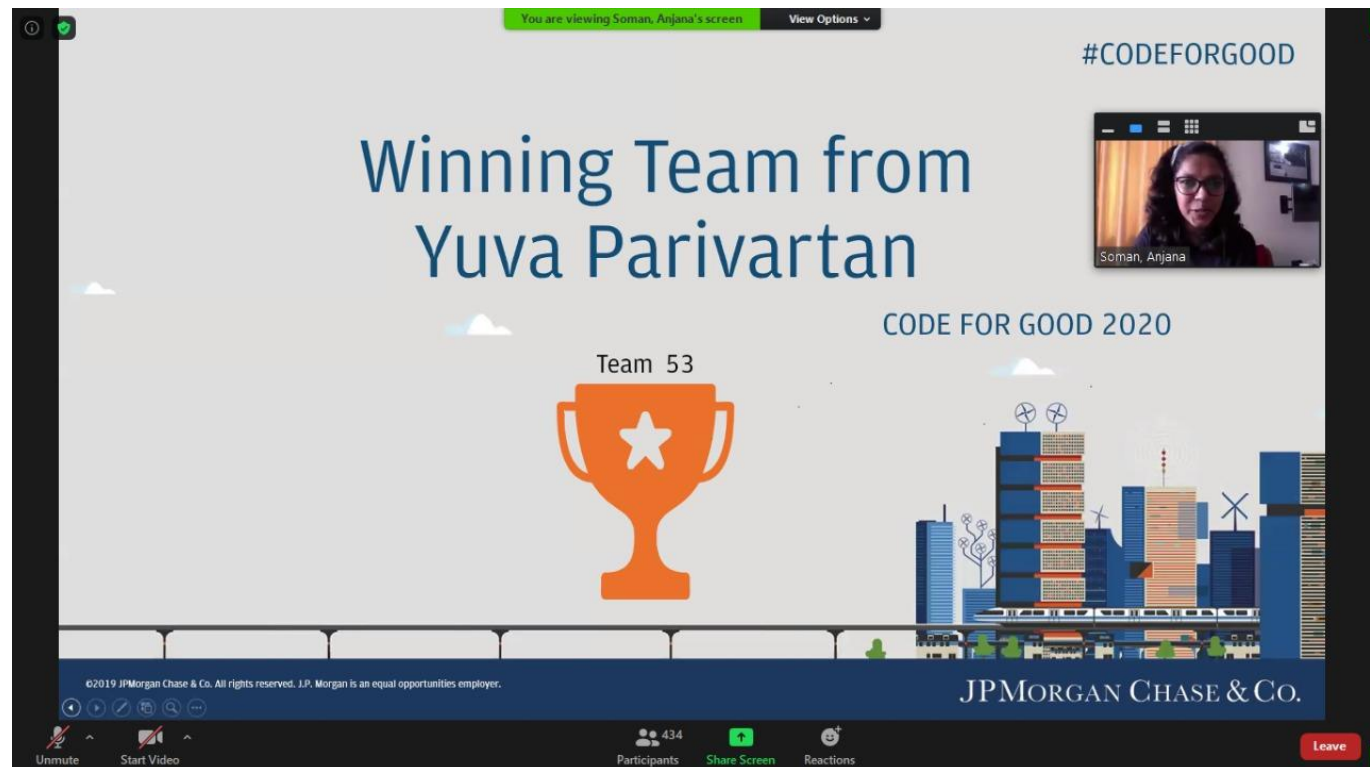 You are viewing Soman, Anjana's screen
View Options
#CODEFORGOOD
Winning Team from
Yuva Parivartan
Soman, Anjana
CODE FOR GOOD 2020
Team 53
©2019 JPMorgan Chase & Co. All rights reserved. J.P. Morgan is an equal opportunities employer.
JPMORGAN CHASE & CO.
Unmute
Start Video
434
Participants
Share Screen
Reactions
Leave